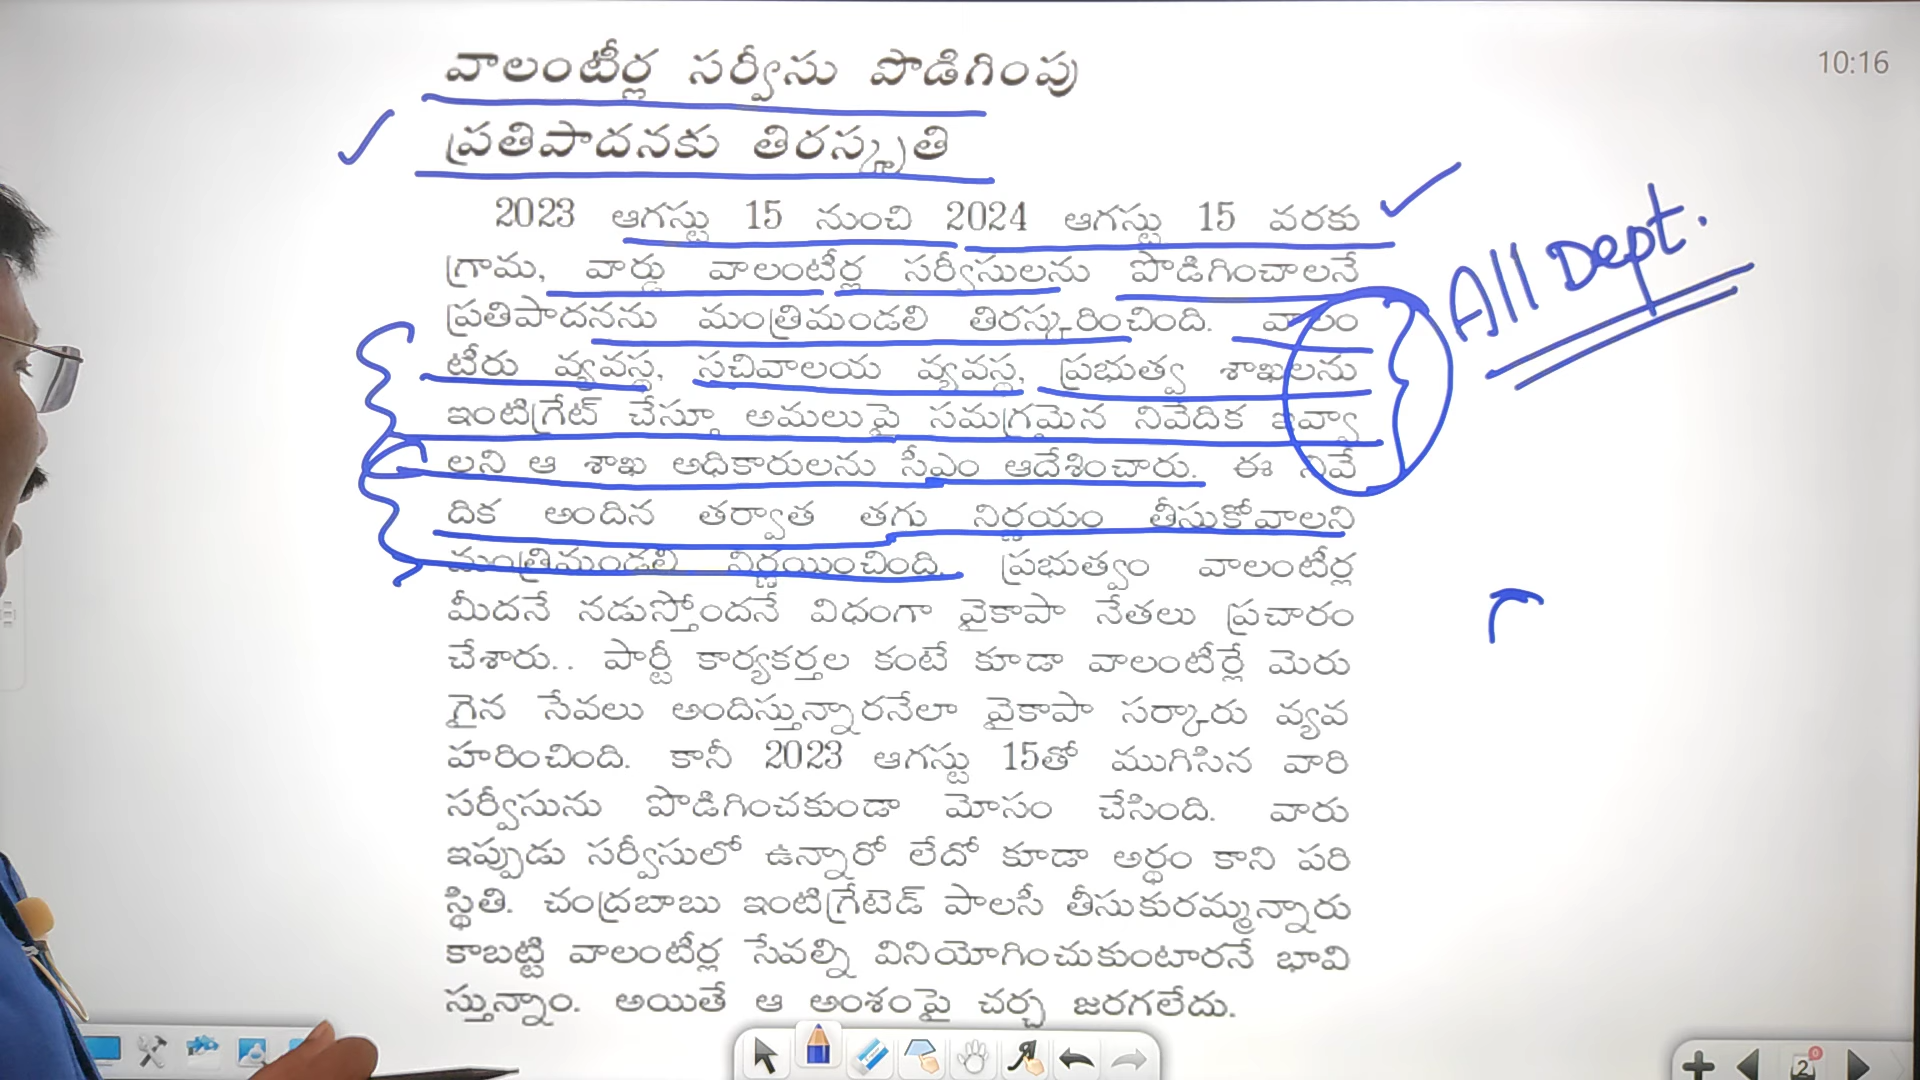 వాలంటీర్ల సర్వీసు పొడిగింపు
10:16
ప్రతిపాదనకు తిరస్కృతి
2023 ఆగస్టు 15 నుంచి 2024 ఆగస్టు 15 వరకు
All Dept.
గ్రామ, వార్డు వాలంటీర్ల సర్వీసులను పొడిగించాలనే
ప్రతిపాదనను మంత్రిమండలి తిరస్కరించింది. వాలం
టీరు వ్యవస్థ, సచివాలయ వ్యవస్థ, ప్రభుత్వ శాఖలను
ఇంటిగ్రేట్ చేస్తూ అమలుపై సమగ్రమైన నివేదిక ఇవ్వా
లని ఆ శాఖ అధికారులను సీఎం ఆదేశించారు. ఈ నివే
దిక అందిన తర్వాత తగు నిర్ణయం తీసుకోవాలని
మంత్రిమండలి నిర్ణయించింది. ప్రభుత్వం వాలంటీర్ల
మీదనే నడుస్తోందనే విధంగా వైకాపా నేతలు ప్రచారం
చేశారు.. పార్టీ కార్యకర్తల కంటే కూడా వాలంటీర్లే మెరు
గైన సేవలు అందిస్తున్నారనేలా వైకాపా సర్కారు వ్యవ
హరించింది. కానీ 2023 ఆగస్టు 15తో ముగిసిన వారి
సర్వీసును పొడిగించకుండా మోసం చేసింది. వారు
ఇప్పుడు సర్వీసులో ఉన్నారో లేదో కూడా అర్థం కాని పరి
స్థితి. చంద్రబాబు ఇంటిగ్రేటెడ్ పాలసీ తీసుకురమ్మన్నారు
కాబట్టి వాలంటీర్ల సేవల్ని వినియోగించుకుంటారనే భావి
స్తున్నాం. అయితే ఆ అంశంపై చర్చ జరగలేదు.
2